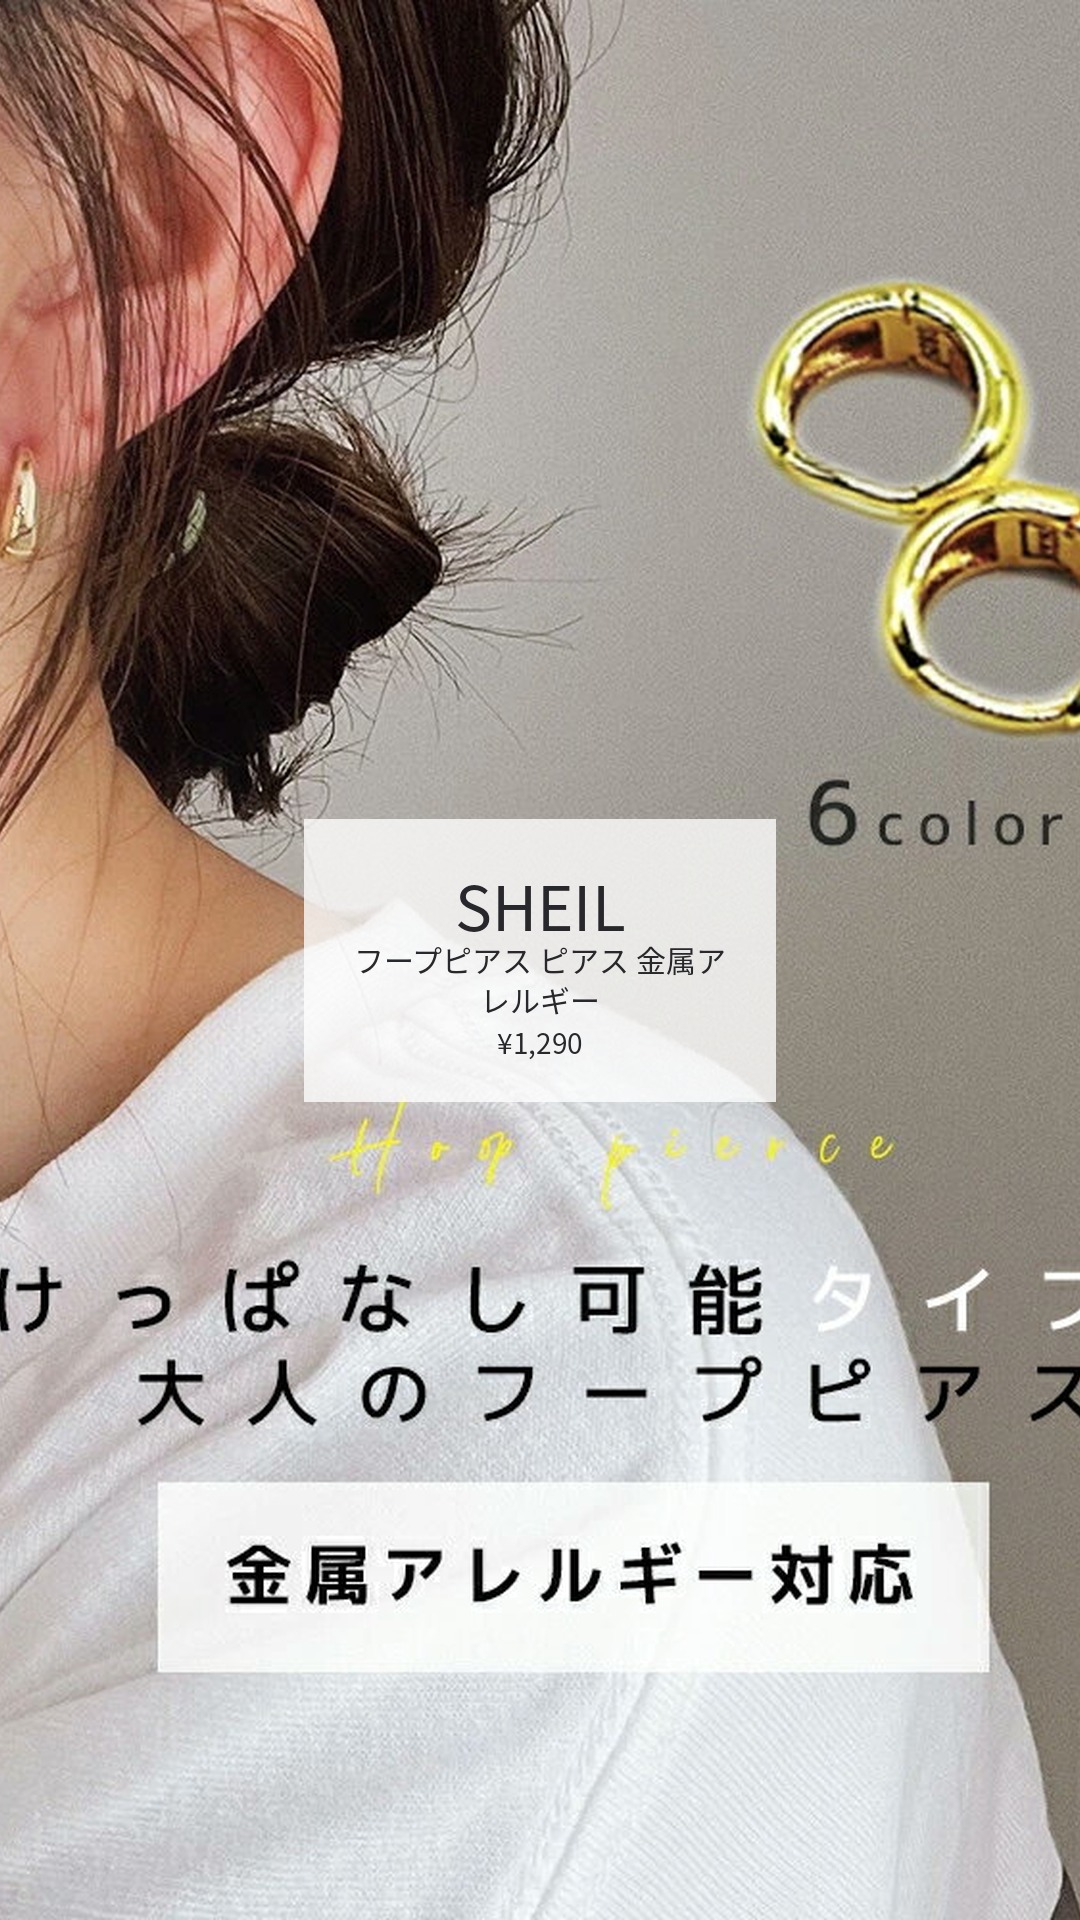 6color
SHEIL
フープピアス ピアス 金属ア
レルギー
¥1,290
Hoop pierce
けっぱなし可能タイプ
大人のフープピアス
金属アレルギー対応